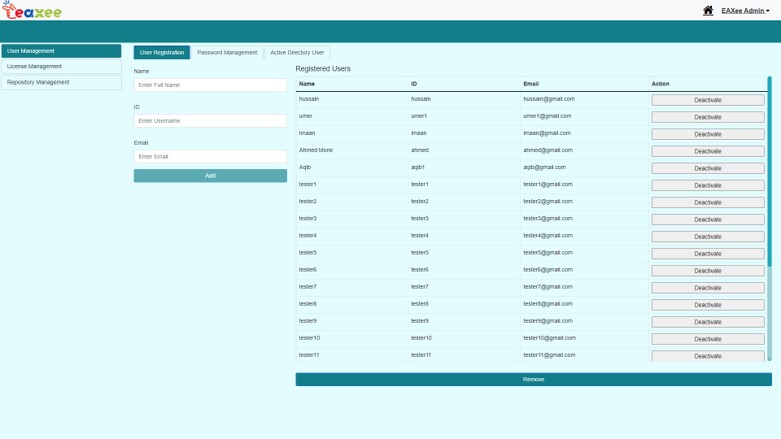 eaxee
EAXee Admin
User Management
License Management
Repository Management
User Registration Password Management Active Directory User
Name
Enter Full Name
ID
Enter Username
Email
Enter Email
Add
Registered Users
Name ID Email Action
hussain hussain hussain@gmail.com Deactivate
umer umer1 umer1@gmail.com Deactivate
Imaan imaan imaan@gmail.com Deactivate
Ahmed Monir ahmed ahmed@gmail.com Deactivate
Aqib aqib1 aqib@gmail.com Deactivate
tester1 tester1 tester1@gmail.com Deactivate
tester2 tester2 tester2@gmail.com Deactivate
tester3 tester3 tester3@gmail.com Deactivate
tester4 tester4 tester4@gmail.com Deactivate
tester5 tester5 tester5@gmail.com Deactivate
tester6 tester6 tester6@gmail.com Deactivate
tester7 tester7 tester7@gmail.com Deactivate
tester8 tester8 tester8@gmail.com Deactivate
tester9 tester9 tester9@gmail.com Deactivate
tester10 tester10 tester10@gmail.com Deactivate
tester11 tester11 tester11@gmail.com Deactivate
Remove